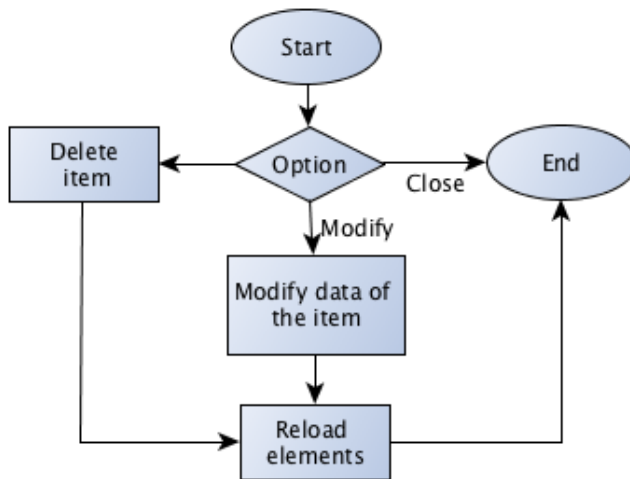 Start
Delete
item
Option
End
Close
Modify
Modify data of
the item
Reload
elements